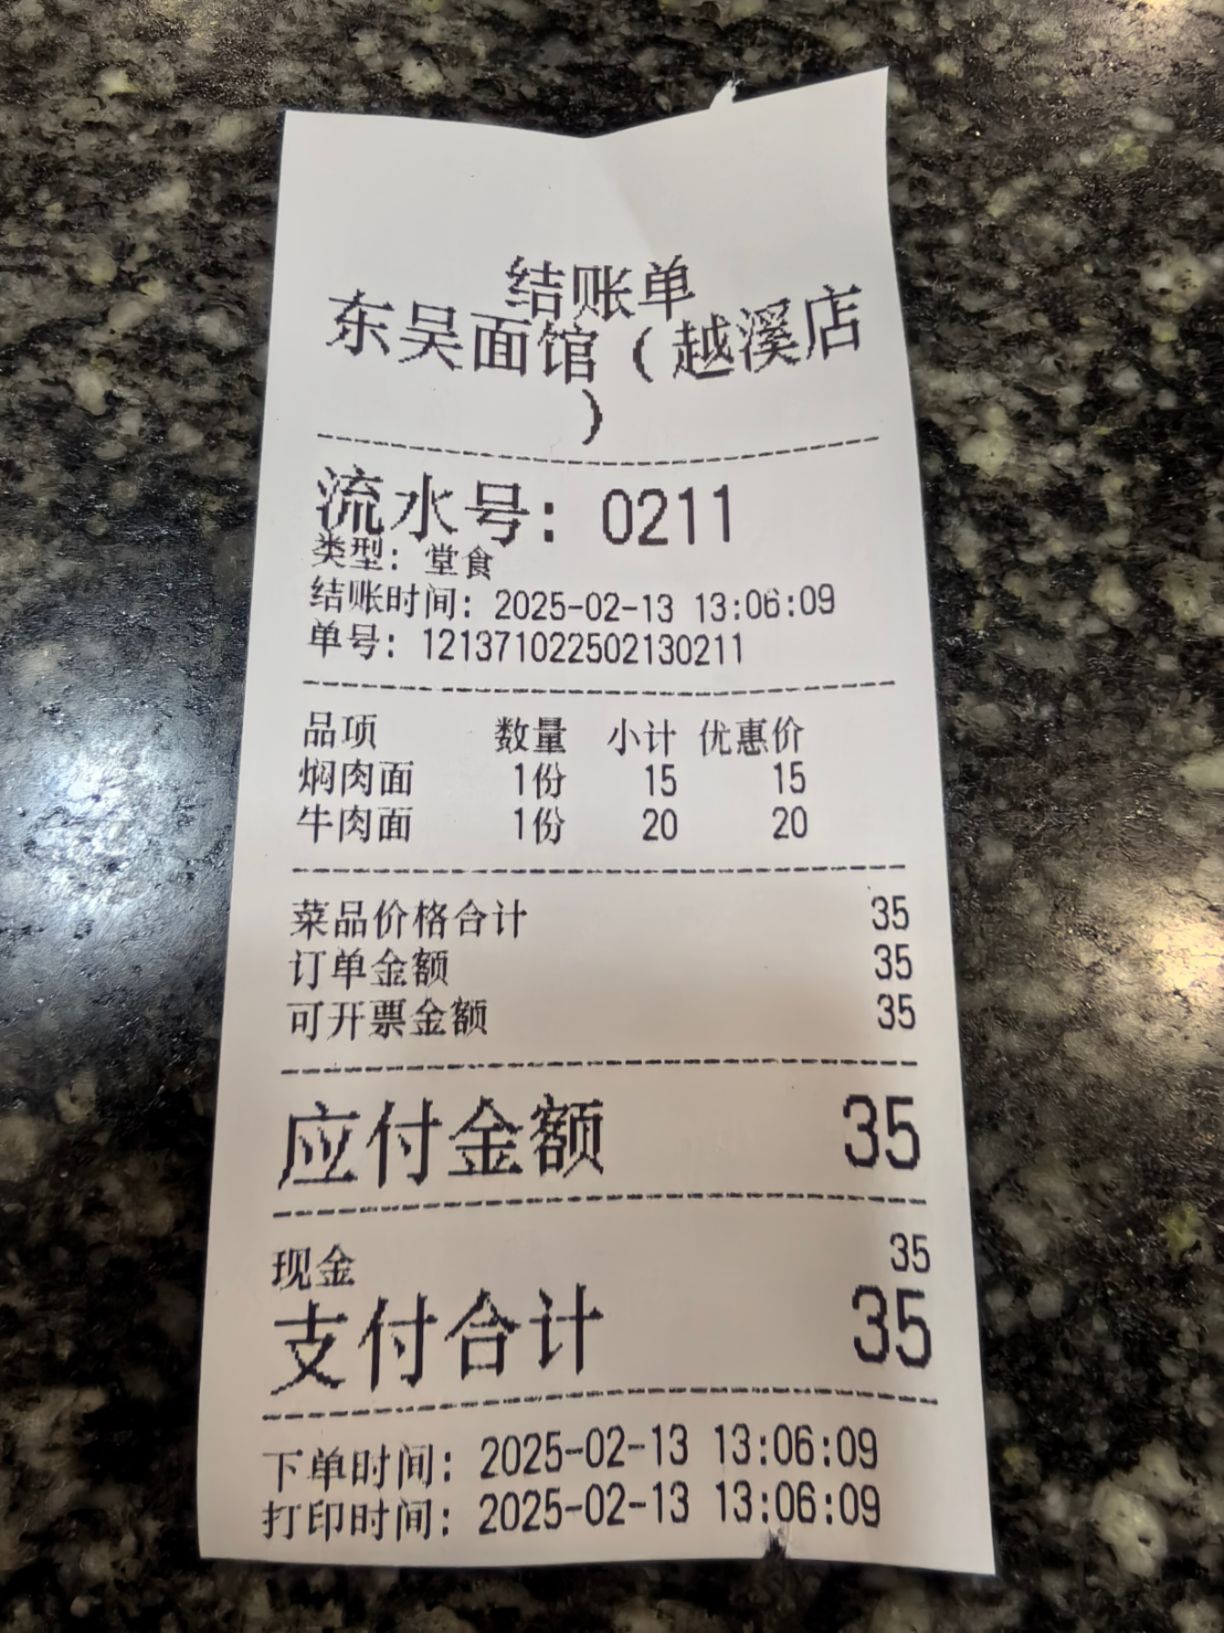 结账单
东吴面馆（越溪店
）
流水号：0211
类型：堂食
结账时间：2025-02-13 13:06:09
单号：121371022502130211
品项 数量 小计 优惠价
焖肉面 1份 15 15
牛肉面 1份 20 20
菜品价格合计 35
订单金额 35
可开票金额 35
应付金额 35
现金 35
支付合计 35
下单时间：2025-02-13 13:06:09
打印时间：2025-02-13 13:06:09